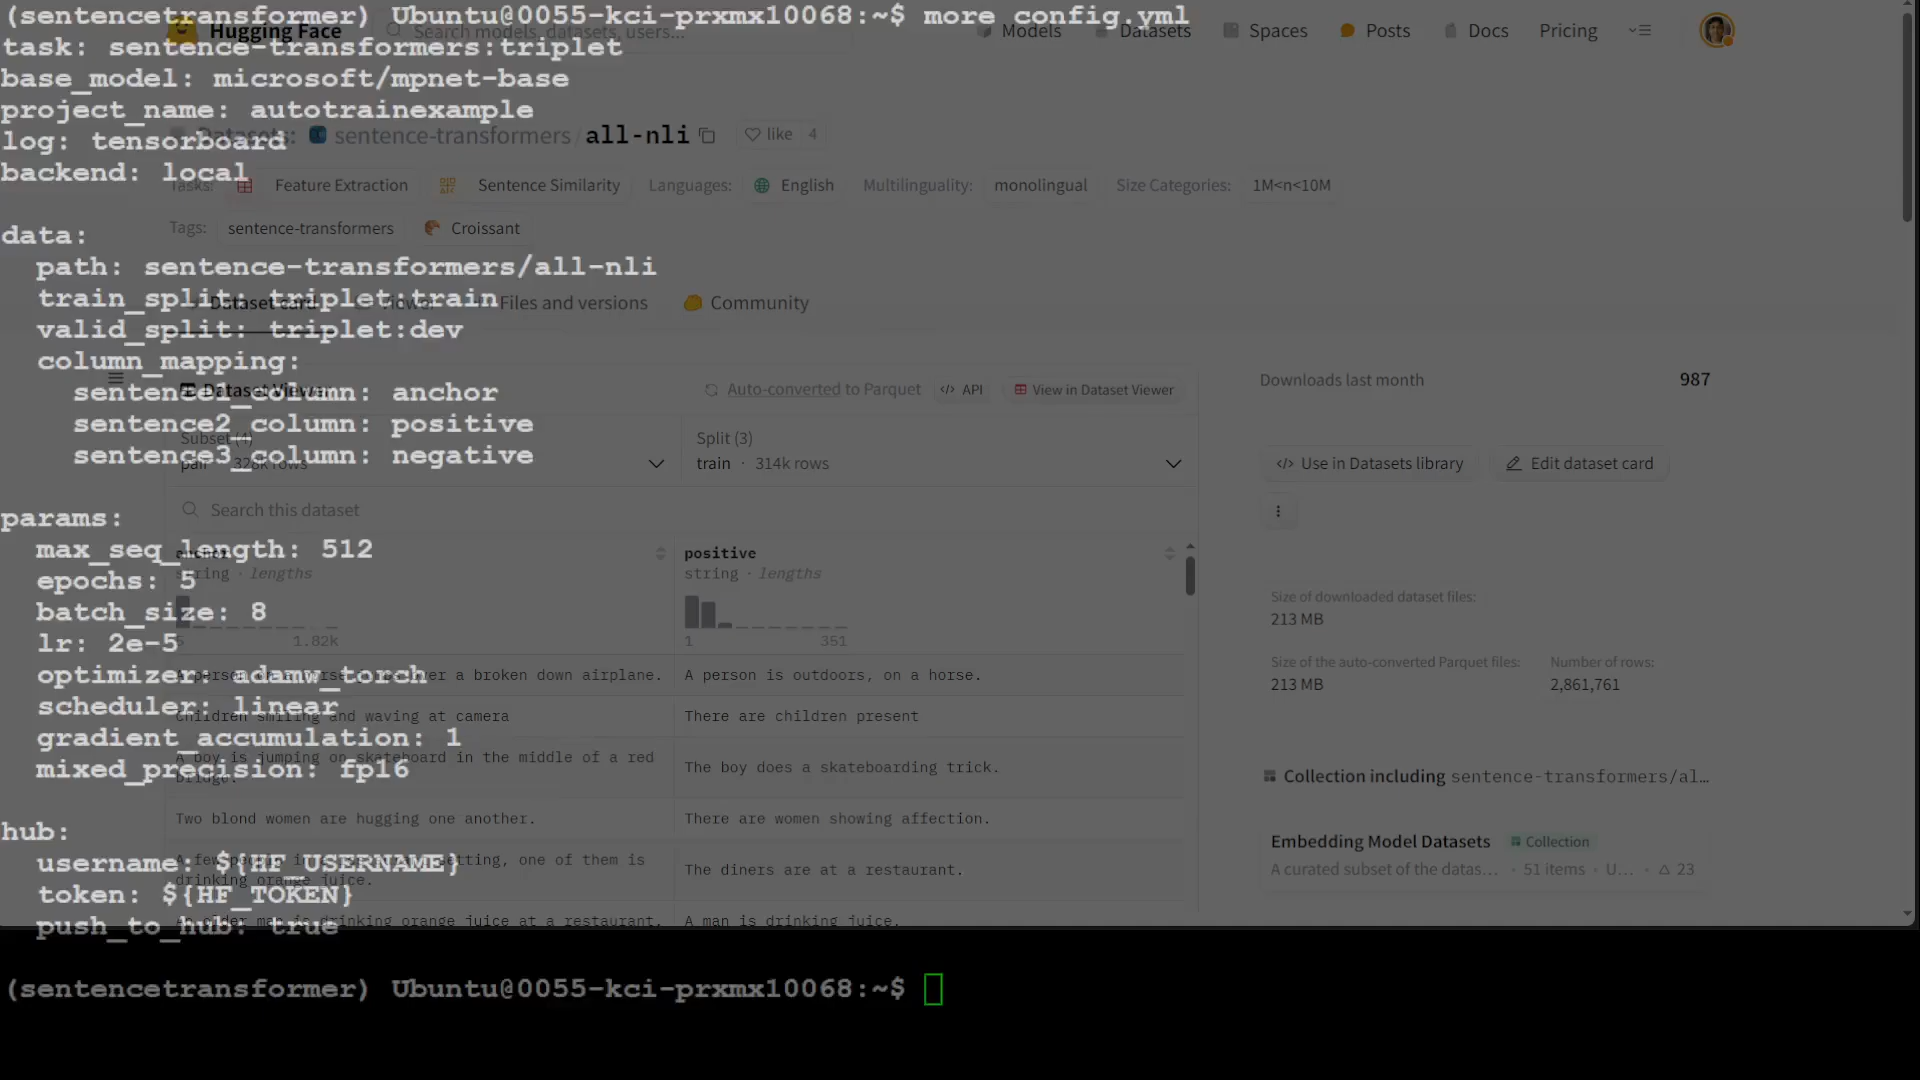 (sentencetransformer) Ubuntu@0055-kci-prxmx10068:~$ more config.yml
task: sentence-transformers:triplet
base_model: microsoft/mpnet-base
project_name: autotrainexample
log: tensorboard
backend: local
data:
path: sentence-transformers/all-nli
train_split: triplet:train
valid_split: triplet:dev
column_mapping:
sentence1_column: anchor
sentence2_column: positive
sentence3_column: negative
params:
max_seq_length: 512
epochs: 5
batch_size: 8
lr: 2e-5
optimizer: adamw_torch
scheduler: linear
gradient_accumulation: 1
mixed_precision: fp16
hub:
username: ${HF_USERNAME}
token: ${HF_TOKEN}
push_to_hub: true
(sentencetransformer) Ubuntu@0055-kci-prxmx10068:~$
Hugging Face
Search models, datasets, users...
Models
Datasets
Spaces
Posts
Docs
Pricing
Datasets: sentence-transformers/all-nli
like 4
Tasks: Feature Extraction Sentence Similarity Languages: English Multilinguality: monolingual Size Categories: 1M<n<10M
Tags: sentence-transformers Croissant
Dataset card Viewer Files and versions Community
Dataset Viewer
Auto-converted to Parquet API View in Dataset Viewer
Subset (4)
pair · 328k rows
Split (3)
train · 314k rows
Search this dataset
anchor
string · lengths
5 1.82k
positive
string · lengths
1 351
A person on a horse jumps over a broken down airplane. A person is outdoors, on a horse.
Children smiling and waving at camera There are children present
A boy is jumping on skateboard in the middle of a red bridge. The boy does a skateboarding trick.
Two blond women are hugging one another. There are women showing affection.
A few people in a restaurant setting, one of them is drinking orange juice. The diners are at a restaurant.
An older man is drinking orange juice at a restaurant. A man is drinking juice.
Downloads last month 987
Use in Datasets library Edit dataset card
Size of downloaded dataset files:
213 MB
Size of the auto-converted Parquet files:
213 MB
Number of rows:
2,861,761
Collection including sentence-transformers/al…
Embedding Model Datasets Collection
A curated subset of the datas… · 51 items · U… · 23